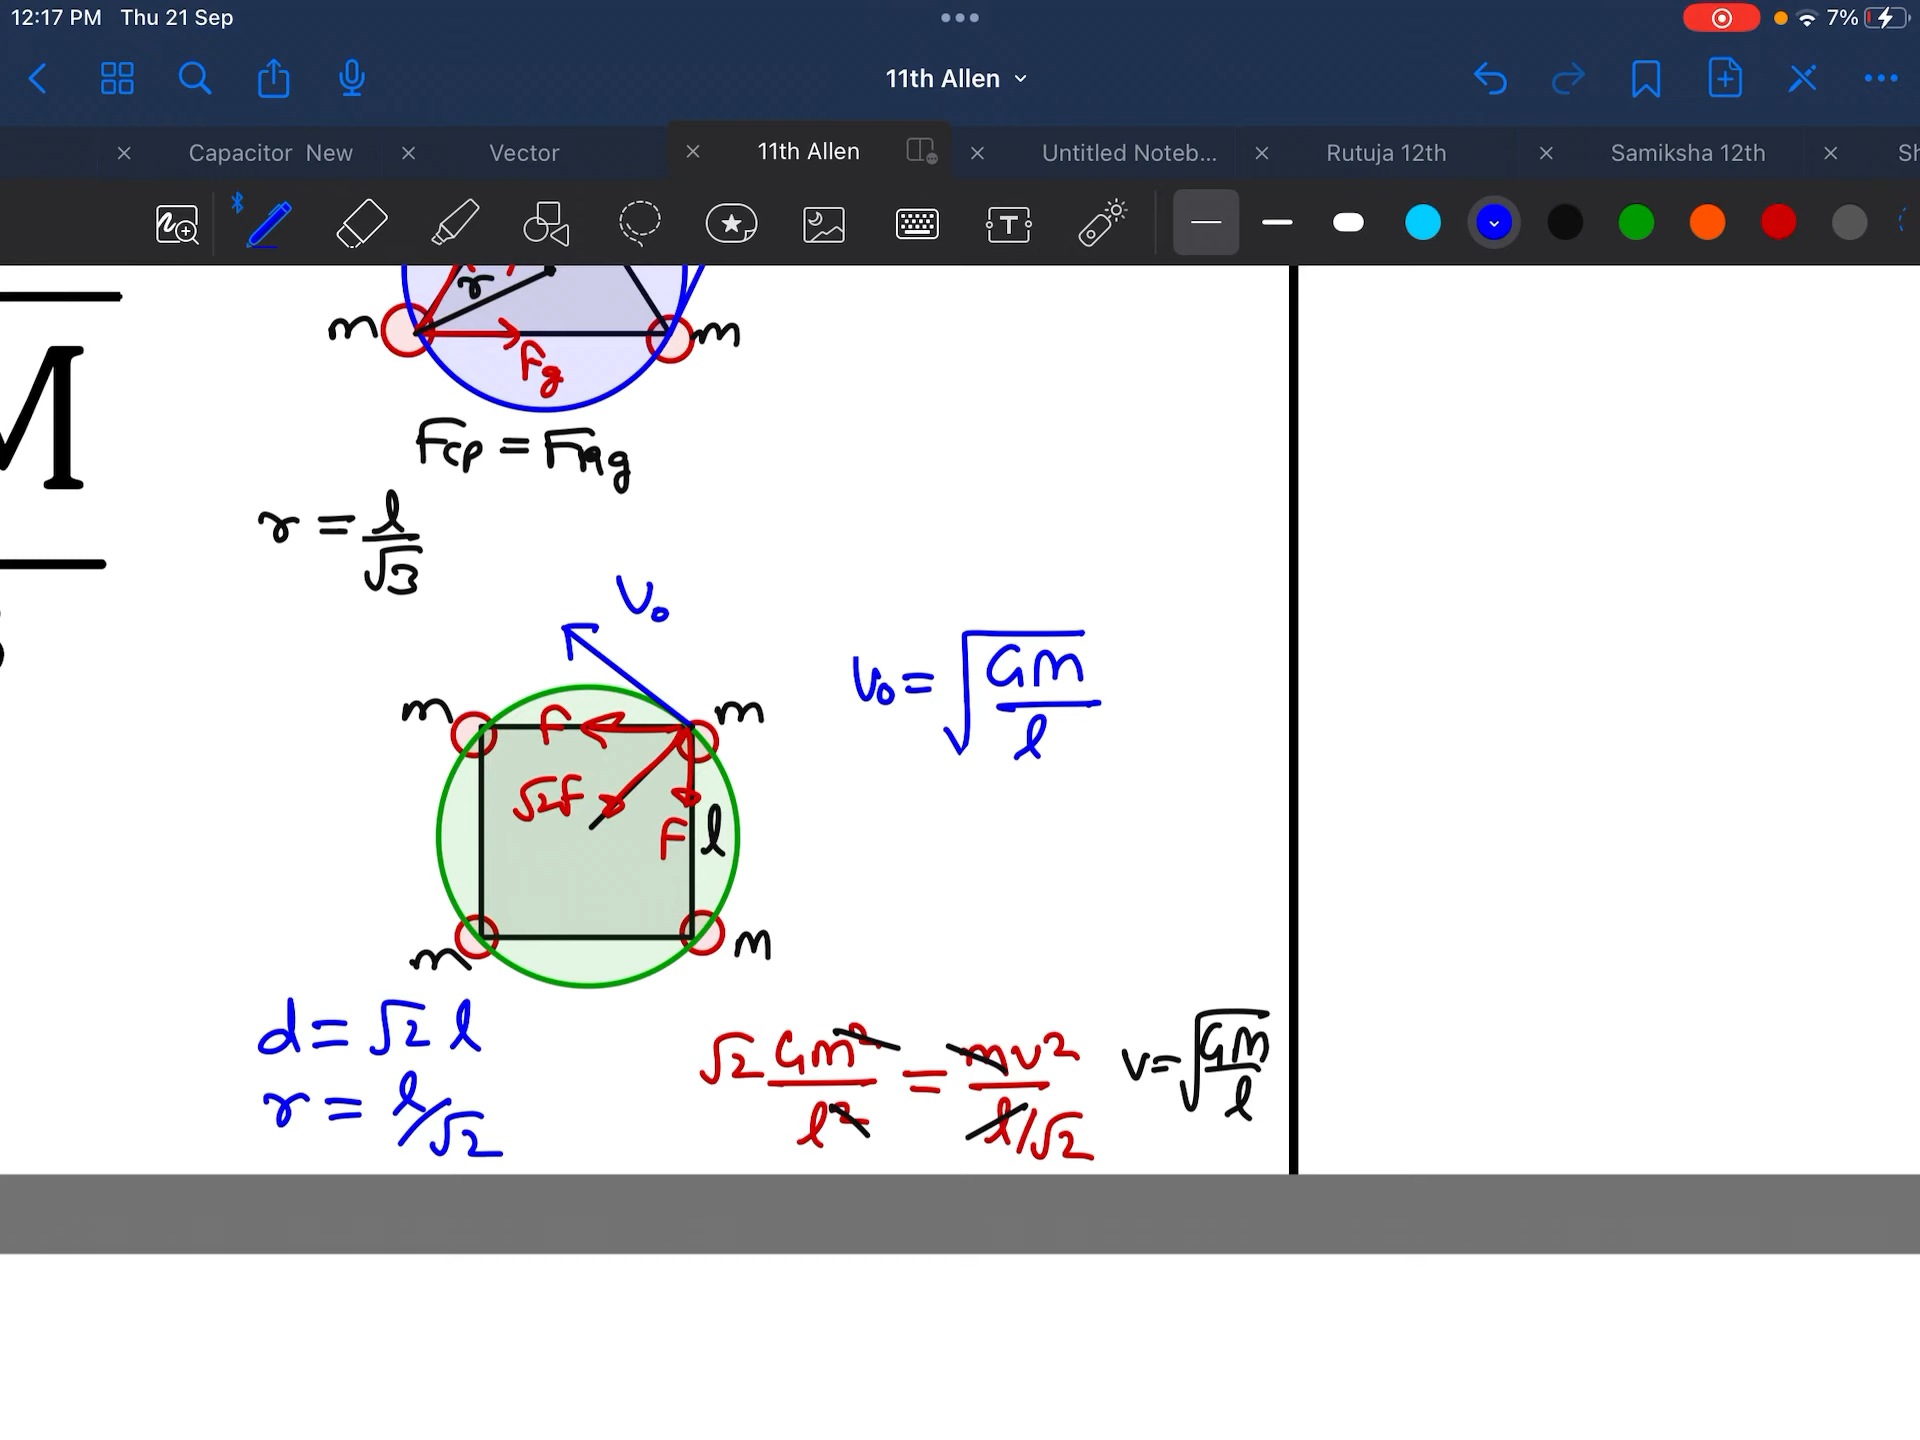 12:17 PM Thu 21 Sep
7%
11th Allen
Capacitor New
Vector
11th Allen
Untitled Noteb...
Rutuja 12th
Samiksha 12th
Sh
T
M
r
m
m
Fg
Fcp =
r = l/√3
V₀
V₀ = √(GM/l)
m
F
m
√2F
F
l
m
m
d = √2 l
r = l/√2
√2 Gm²/l² = mv²/(l/√2)
v = √(GM/l)